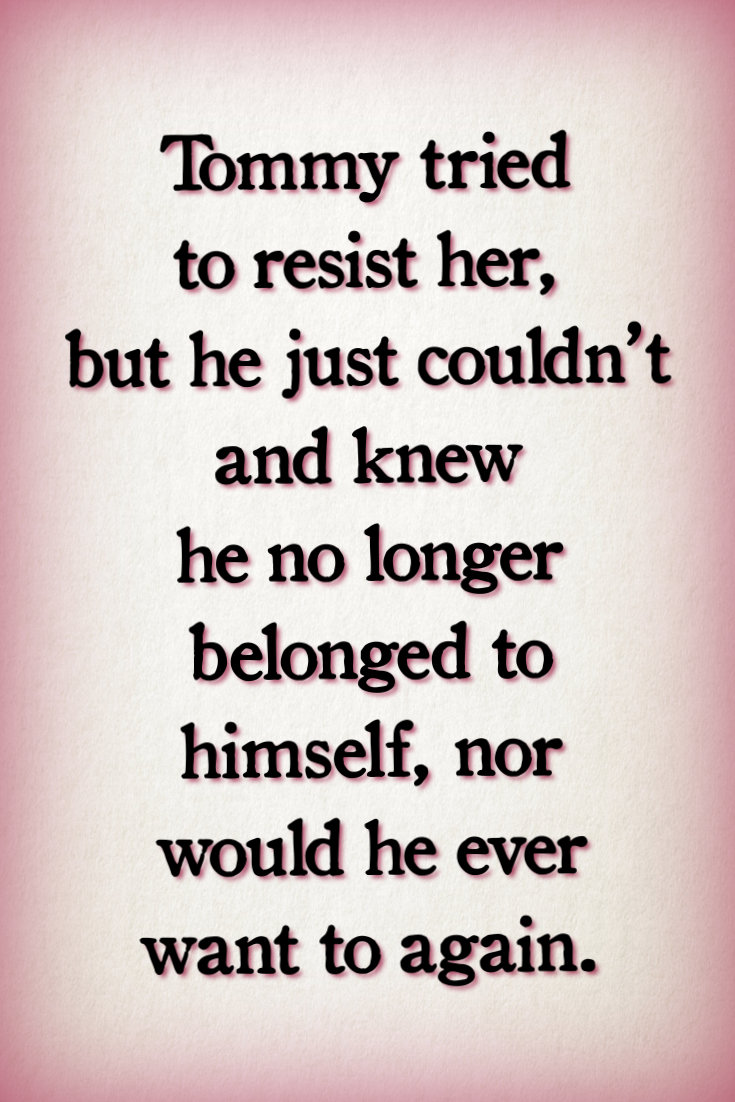 Tommy tried
to resist her,
but he just couldn’t
and knew
he no longer
belonged to
himself, nor
would he ever
want to again.